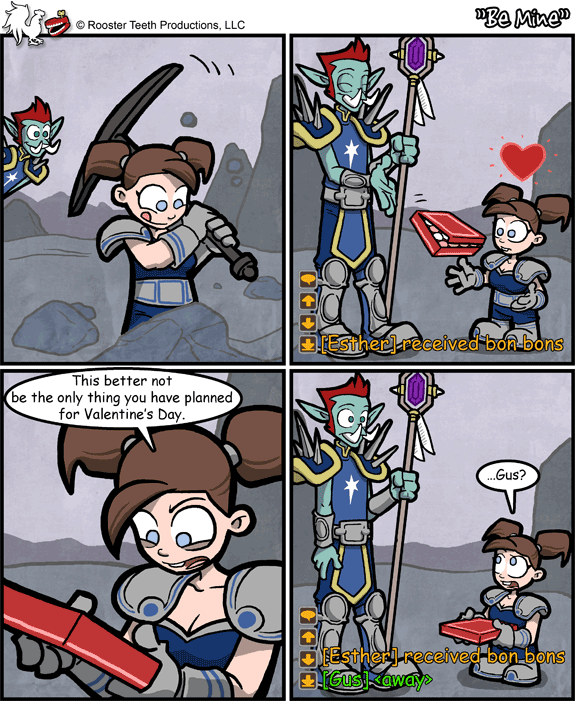 © Rooster Teeth Productions, LLC
"Be Mine"
[Esther] received bon bons
This better not
be the only thing you have planned
for Valentine's Day.
...Gus?
[Esther] received bon bons
[Gus] <away>